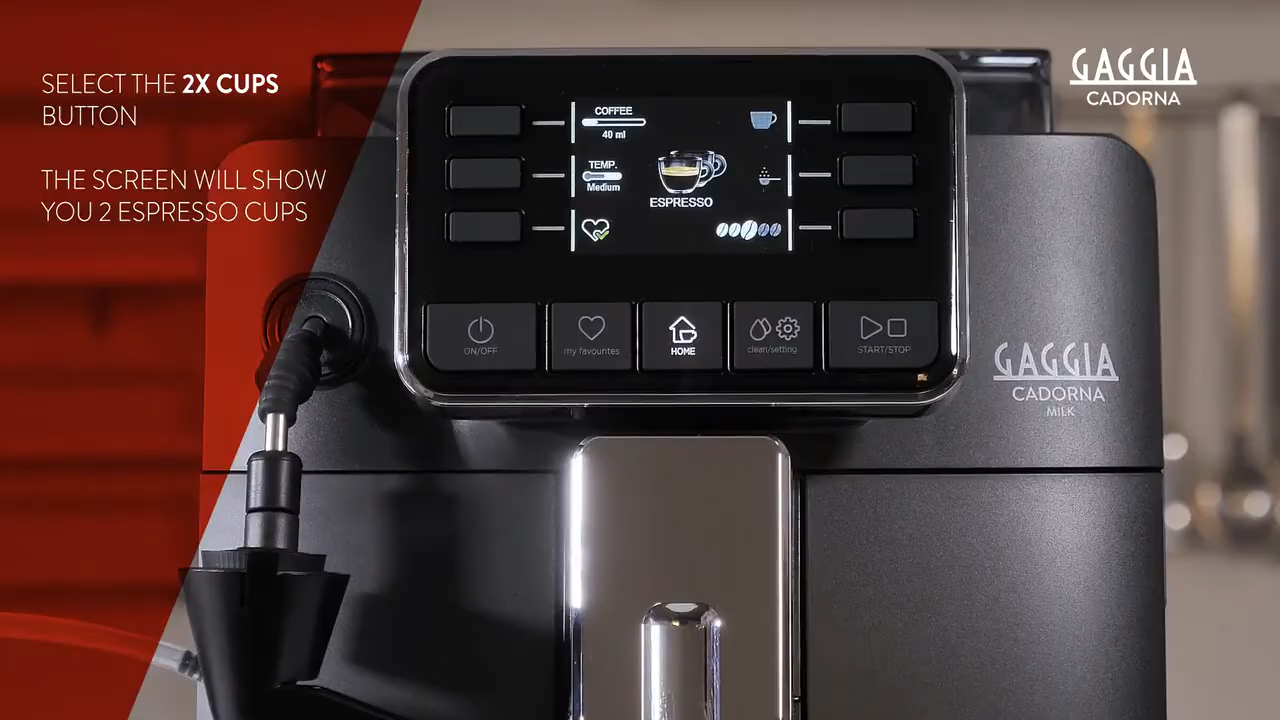 SELECT THE 2X CUPS
BUTTON
THE SCREEN WILL SHOW
YOU 2 ESPRESSO CUPS
GAGGIA
CADORNA
COFFEE
40 ml
TEMP.
Medium
ESPRESSO
ON/OFF
my favourites
HOME
clean/setting
START/STOP
GAGGIA
CADORNA
MILK